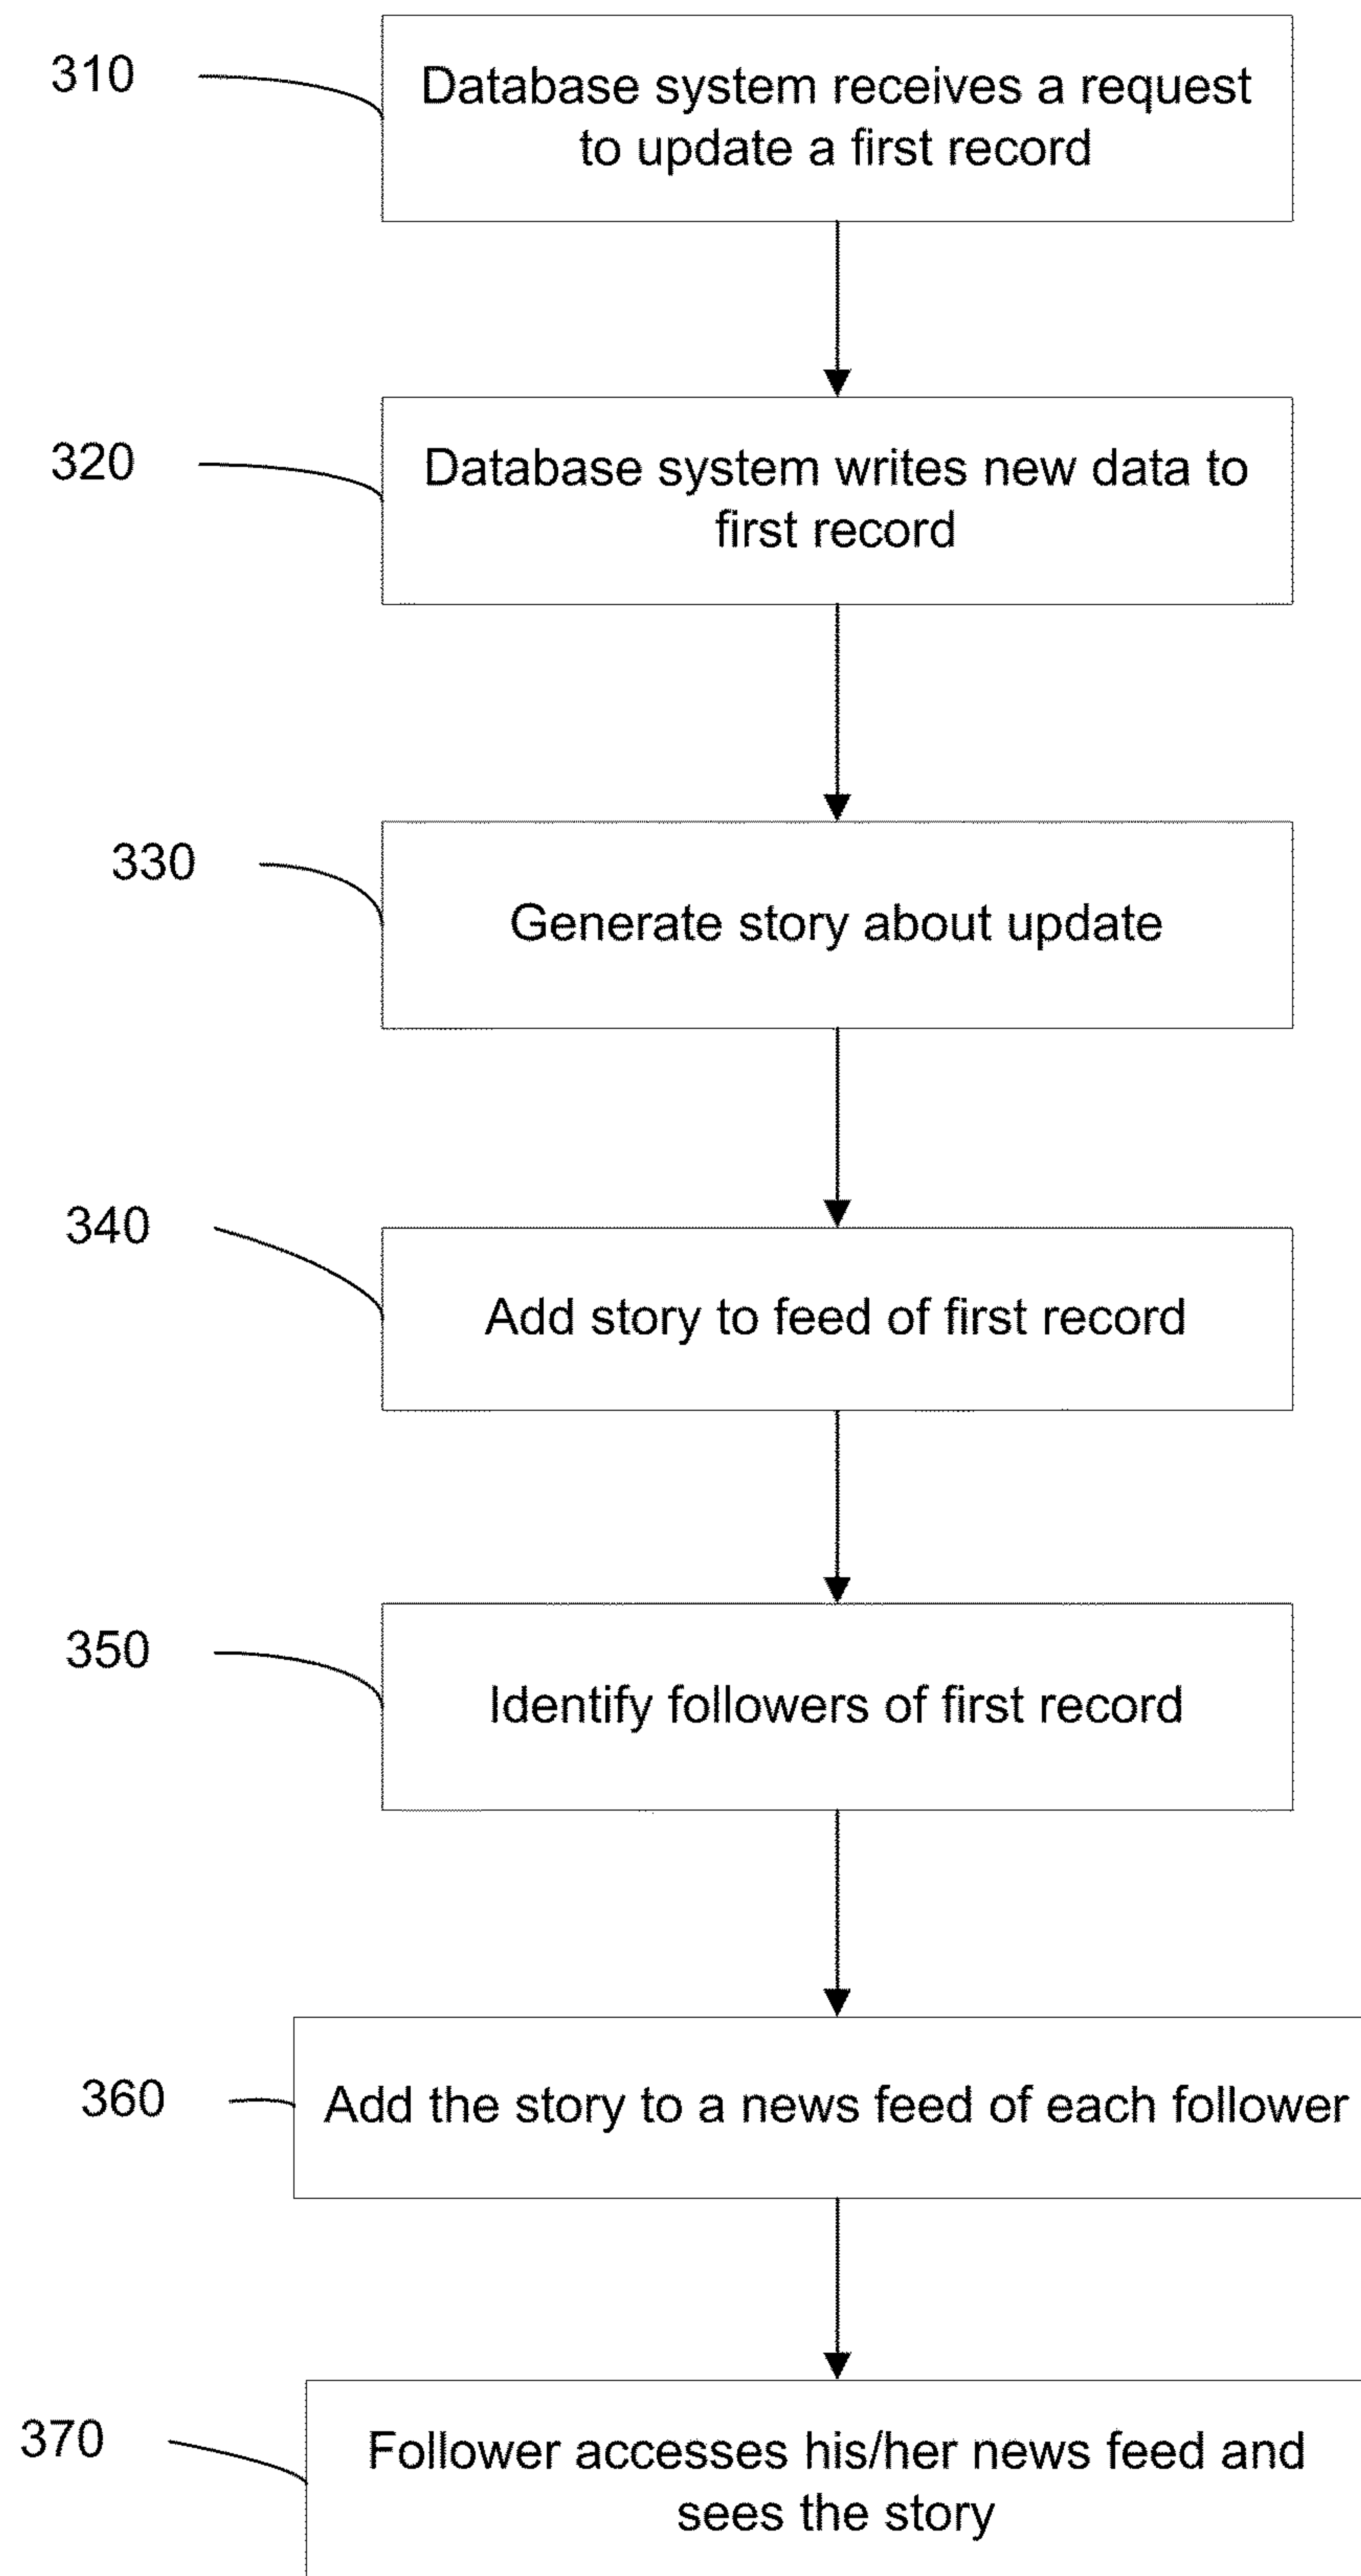 310
Database system receives a request
to update a first record
320
Database system writes new data to
first record
330
Generate story about update
340
Add story to feed of first record
350
Identify followers of first record
360
Add the story to a news feed of each follower
370
Follower accesses his/her news feed and
sees the story